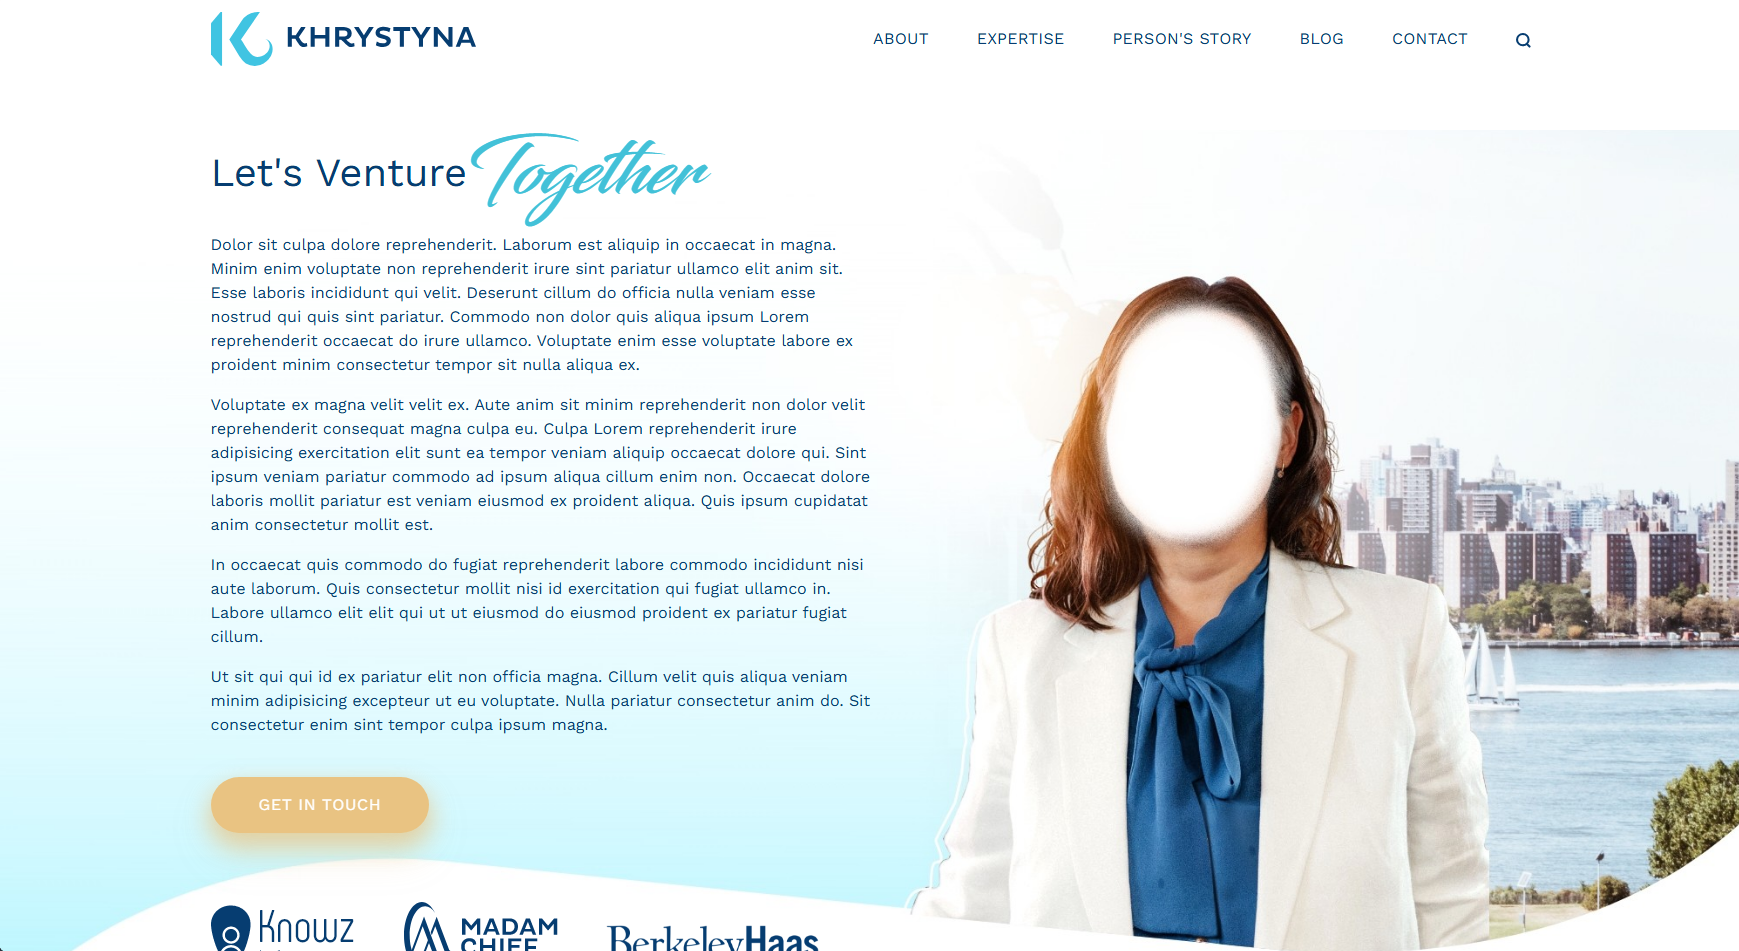 KHRYSTYNA
ABOUT EXPERTISE PERSON'S STORY BLOG CONTACT
Let's Venture Together
Dolor sit culpa dolore reprehenderit. Laborum est aliquip in occaecat in magna.
Minim enim voluptate non reprehenderit irure sint pariatur ullamco elit anim sit.
Esse laboris incididunt qui velit. Deserunt cillum do officia nulla veniam esse
nostrud qui quis sint pariatur. Commodo non dolor quis aliqua ipsum Lorem
reprehenderit occaecat do irure ullamco. Voluptate enim esse voluptate labore ex
proident minim consectetur tempor sit nulla aliqua ex.
Voluptate ex magna velit velit ex. Aute anim sit minim reprehenderit non dolor velit
reprehenderit consequat magna culpa eu. Culpa Lorem reprehenderit irure
adipisicing exercitation elit sunt ea tempor veniam aliquip occaecat dolore qui. Sint
ipsum veniam pariatur commodo ad ipsum aliqua cillum enim non. Occaecat dolore
laboris mollit pariatur est veniam eiusmod ex proident aliqua. Quis ipsum cupidatat
anim consectetur mollit est.
In occaecat quis commodo do fugiat reprehenderit labore commodo incididunt nisi
aute laborum. Quis consectetur mollit nisi id exercitation qui fugiat ullamco in.
Labore ullamco elit elit qui ut ut eiusmod do eiusmod proident ex pariatur fugiat
cillum.
Ut sit qui qui id ex pariatur elit non officia magna. Cillum velit quis aliqua veniam
minim adipisicing excepteur ut eu voluptate. Nulla pariatur consectetur anim do. Sit
consectetur enim sint tempor culpa ipsum magna.
GET IN TOUCH
Knowz
MADAM
CHIEF
BerkeleyHaas